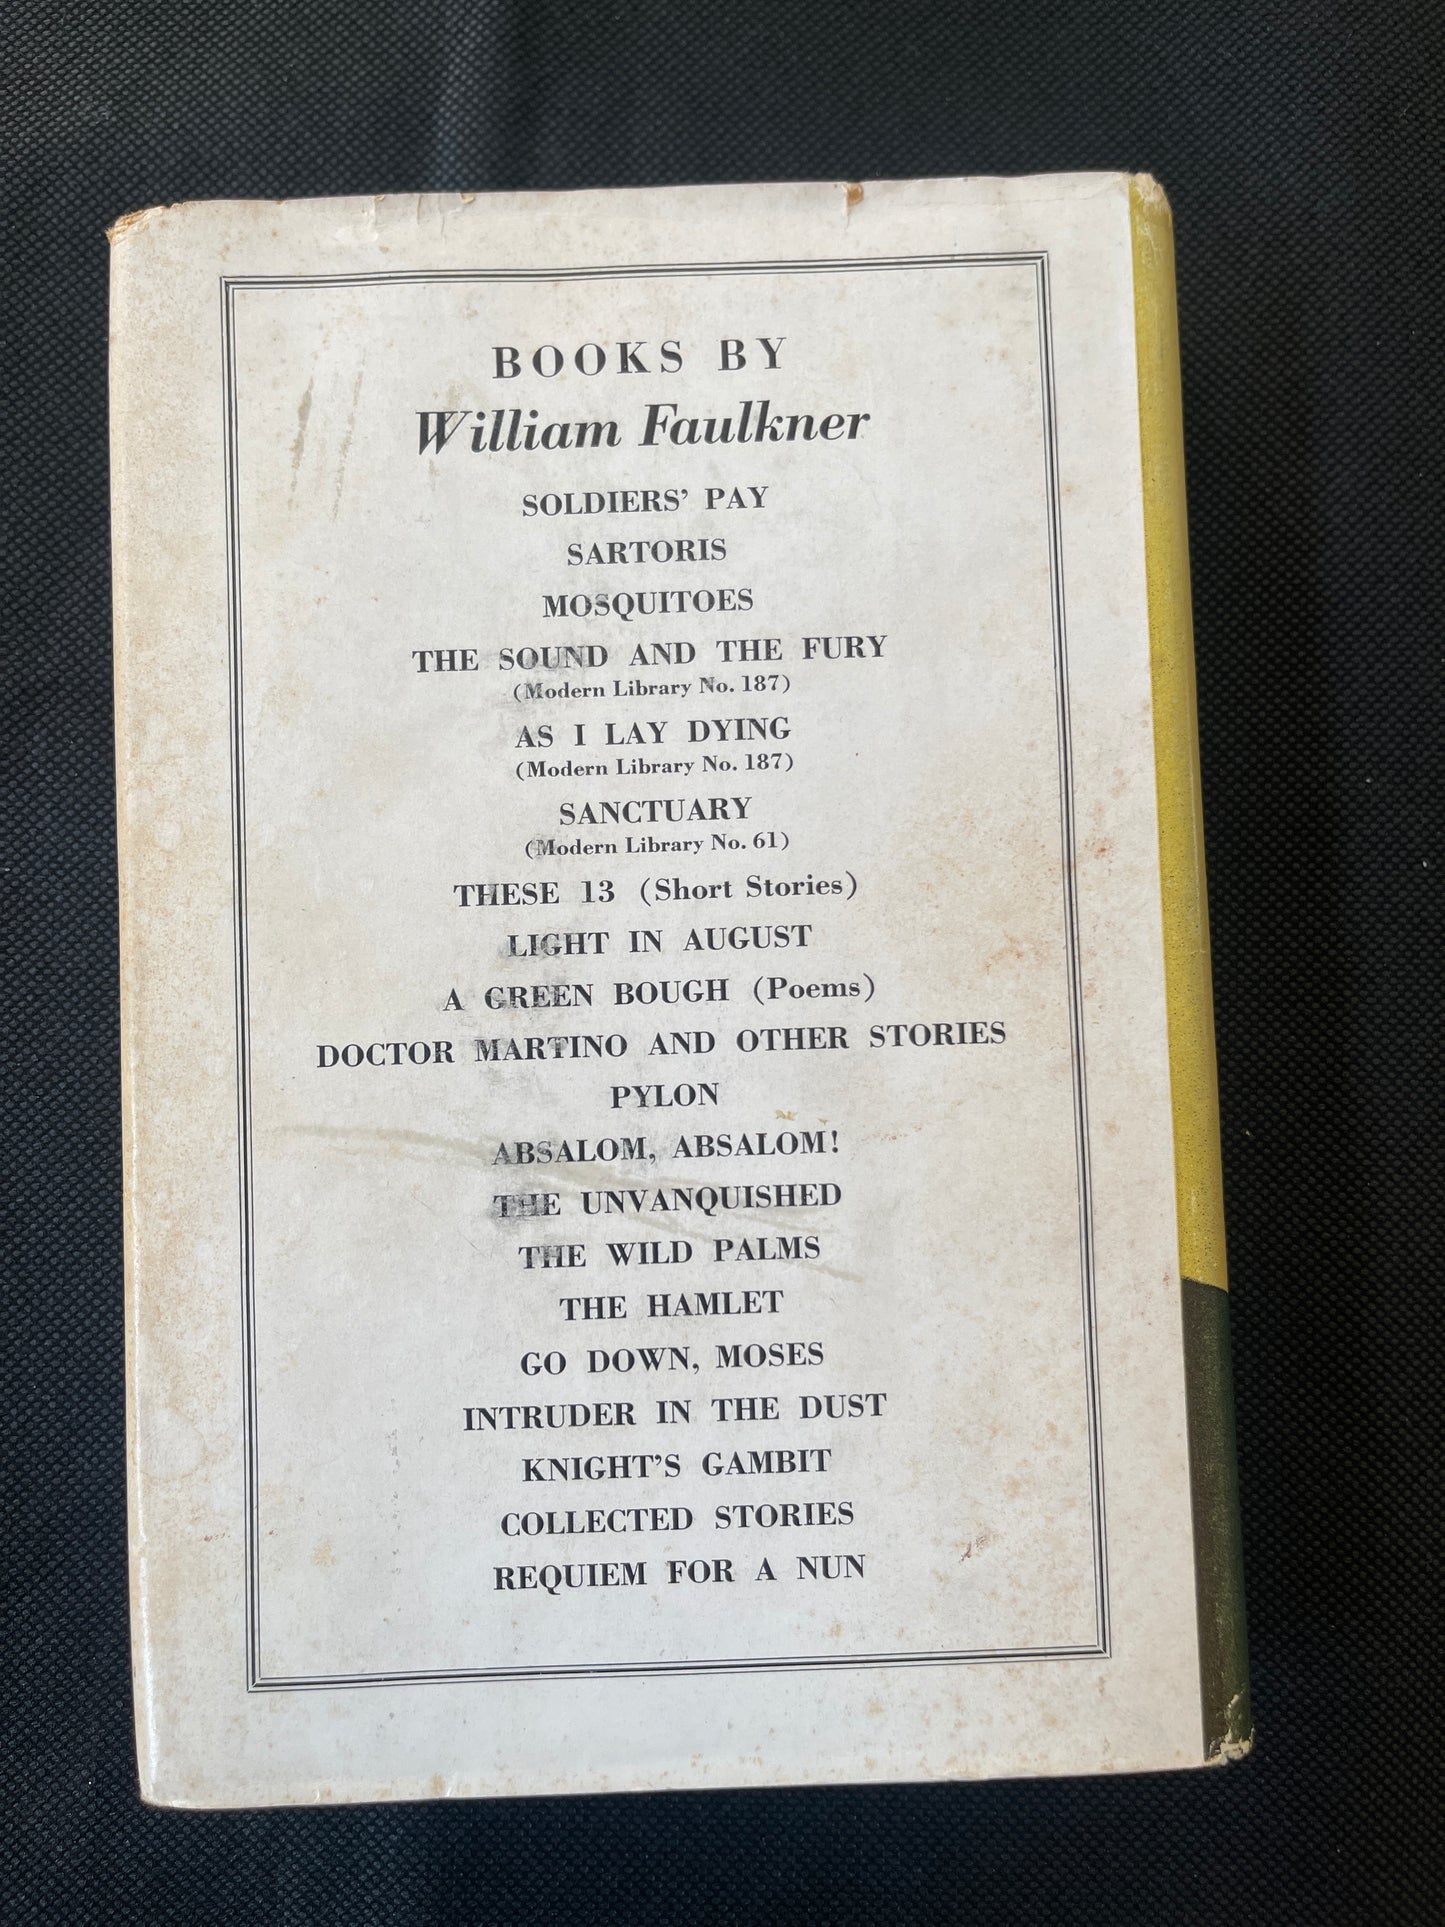 BOOKS BY
William Faulkner
SOLDIERS’ PAY
SARTORIS
MOSQUITOES
THE SOUND AND THE FURY
(Modern Library No. 187)
AS I LAY DYING
(Modern Library No. 187)
SANCTUARY
(Modern Library No. 61)
THESE 13 (Short Stories)
LIGHT IN AUGUST
A GREEN BOUGH (Poems)
DOCTOR MARTINO AND OTHER STORIES
PYLON
ABSALOM, ABSALOM!
THE UNVANQUISHED
THE WILD PALMS
THE HAMLET
GO DOWN, MOSES
INTRUDER IN THE DUST
KNIGHT’S GAMBIT
COLLECTED STORIES
REQUIEM FOR A NUN